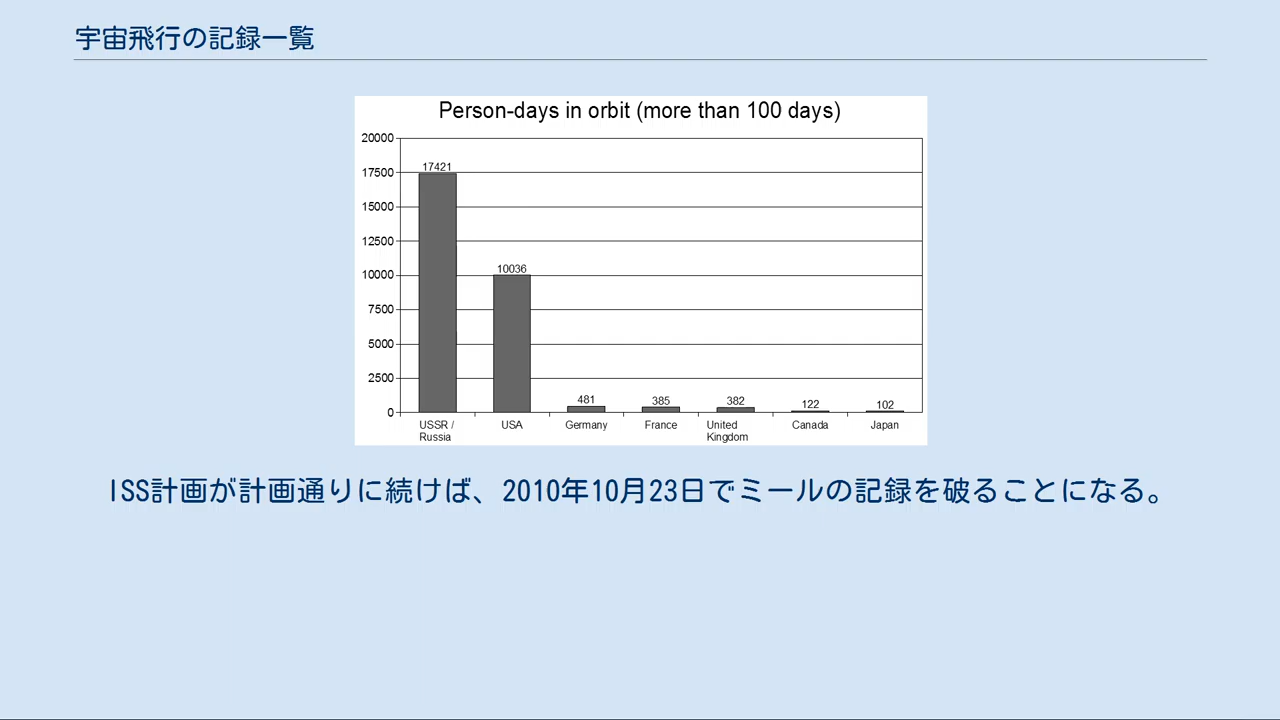 宇宙飛行の記録一覧
Person-days in orbit (more than 100 days)
20000
17500
15000
12500
10000
7500
5000
2500
0
17421
10036
481
385
382
122
102
USSR / Russia
USA
Germany
France
United Kingdom
Canada
Japan
ISS計画が計画通りに続けば、2010年10月23日でミールの記録を破ることになる。